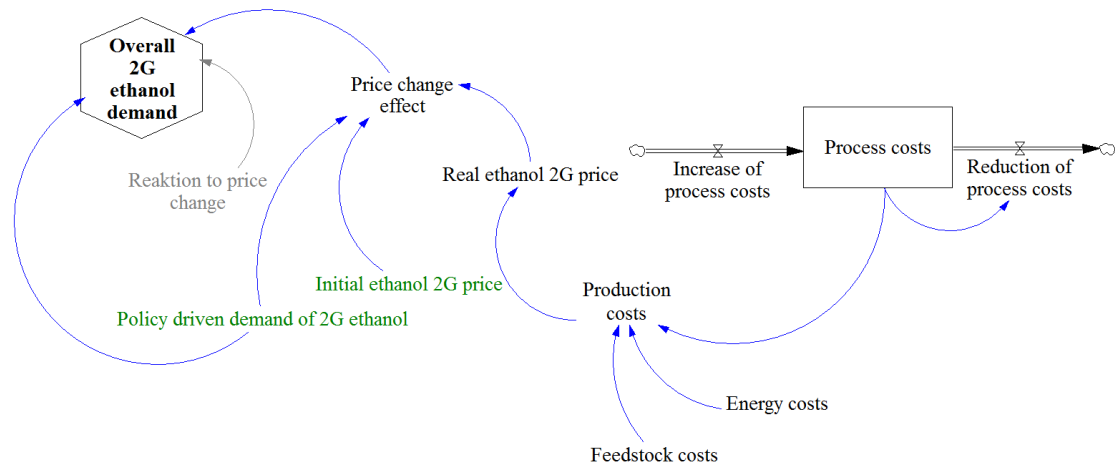 Overall
2G
ethanol
demand
Price change
effect
Reaktion to price
change
Real ethanol 2G price
Increase of
process costs
Process costs
Reduction of
process costs
Initial ethanol 2G price
Policy driven demand of 2G ethanol
Production
costs
Energy costs
Feedstock costs